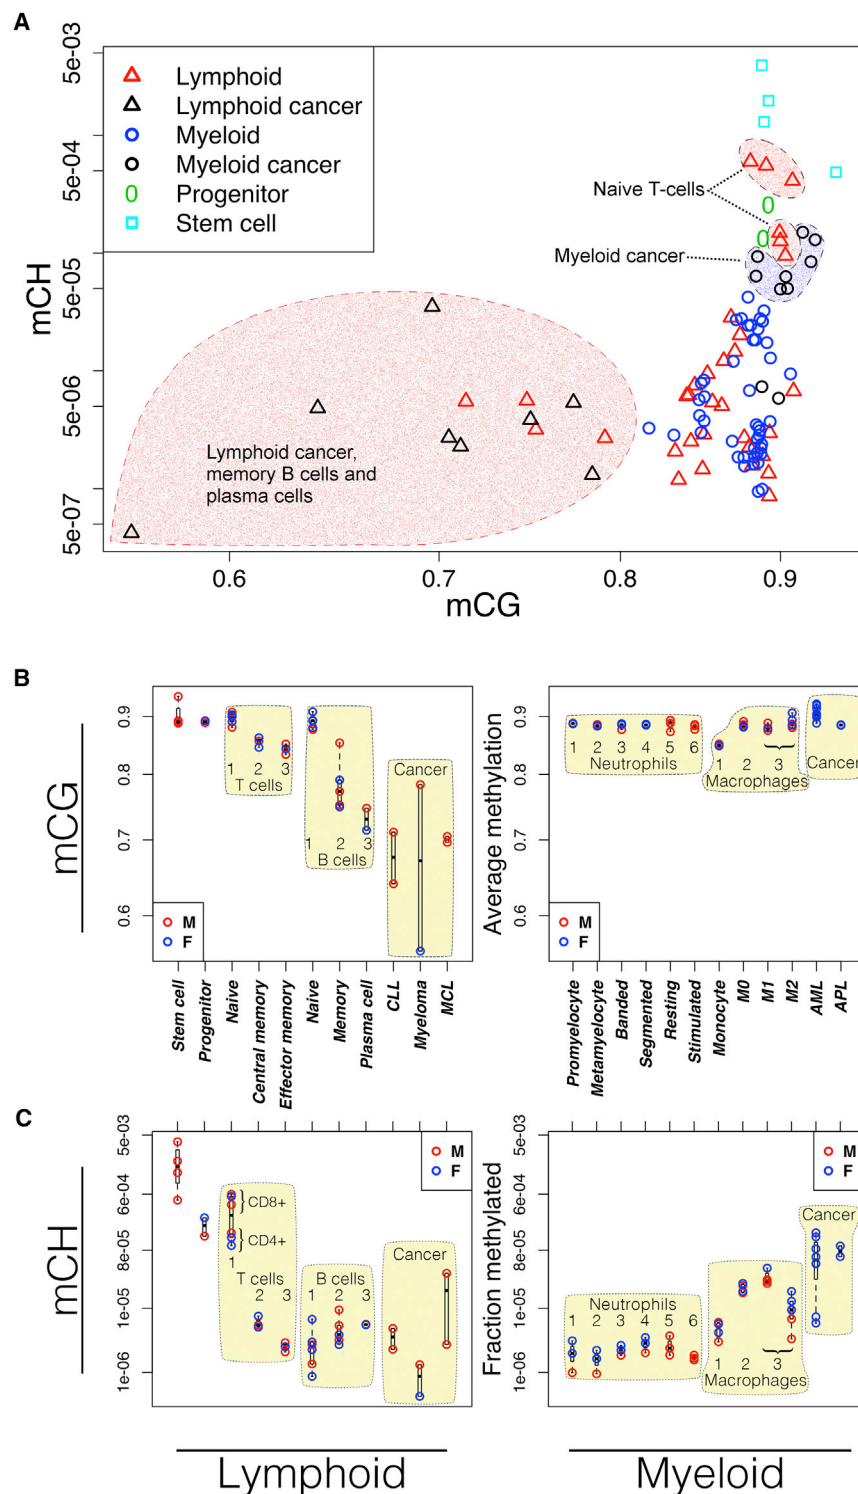 A
mCH
5e-03
5e-04
5e-05
5e-06
5e-07
Lymphoid
Lymphoid cancer
Myeloid
Myeloid cancer
Progenitor
Stem cell
Naive T-cells
Myeloid cancer
Lymphoid cancer,
memory B cells and
plasma cells
0.6 0.7 0.8 0.9
mCG
B
mCG
0.9
0.8
0.7
0.6
1 2 3
T cells
1 2 3
B cells
Cancer
M
F
Stem cell
Progenitor
Naive
Central memory
Effector memory
Naive
Memory
Plasma cell
CLL
Myeloma
MCL
Average methylation
0.9
0.8
0.7
0.6
1 2 3 4 5 6
Neutrophils
1 2 3
Macrophages
Cancer
M
F
Promyelocyte
Metamyelocyte
Banded
Segmented
Resting
Stimulated
Monocyte
M0
M1
M2
AML
APL
C
mCH
5e-03
6e-04
8e-05
1e-05
1e-06
M
F
CD8+
CD4+
1
T cells
2 3
B cells
1 2 3
Cancer
Lymphoid
Fraction methylated
5e-03
6e-04
8e-05
1e-05
1e-06
M
F
Cancer
Neutrophils
1 2 3 4 5 6
1 2 3
Macrophages
Myeloid